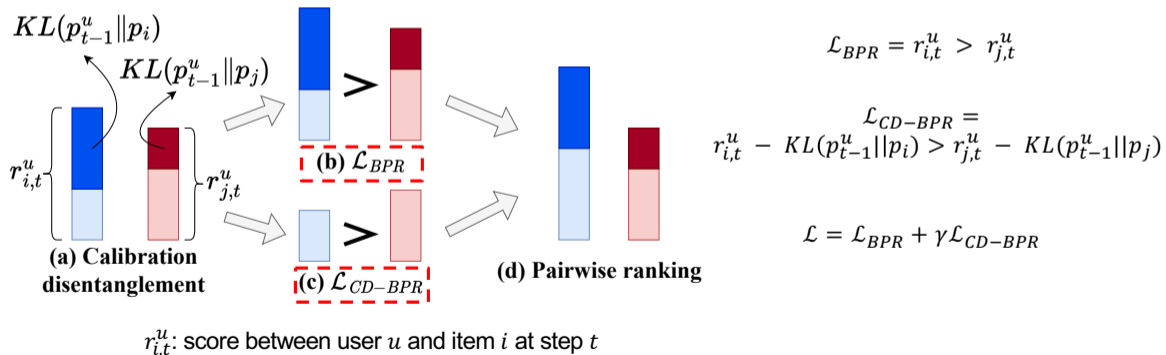 KL(p^u_{t-1}||p_i)
KL(p^u_{t-1}||p_j)
r^u_{i,t}
r^u_{j,t}
(a) Calibration
disentanglement
>
(b) ℒ_{BPR}
>
(c) ℒ_{CD-BPR}
(d) Pairwise ranking
ℒ_{BPR} = r^u_{i,t} > r^u_{j,t}
ℒ_{CD-BPR} =
r^u_{i,t} − KL(p^u_{t-1}||p_i) > r^u_{j,t} − KL(p^u_{t-1}||p_j)
ℒ = ℒ_{BPR} + γℒ_{CD-BPR}
r^u_{i,t}: score between user u and item i at step t